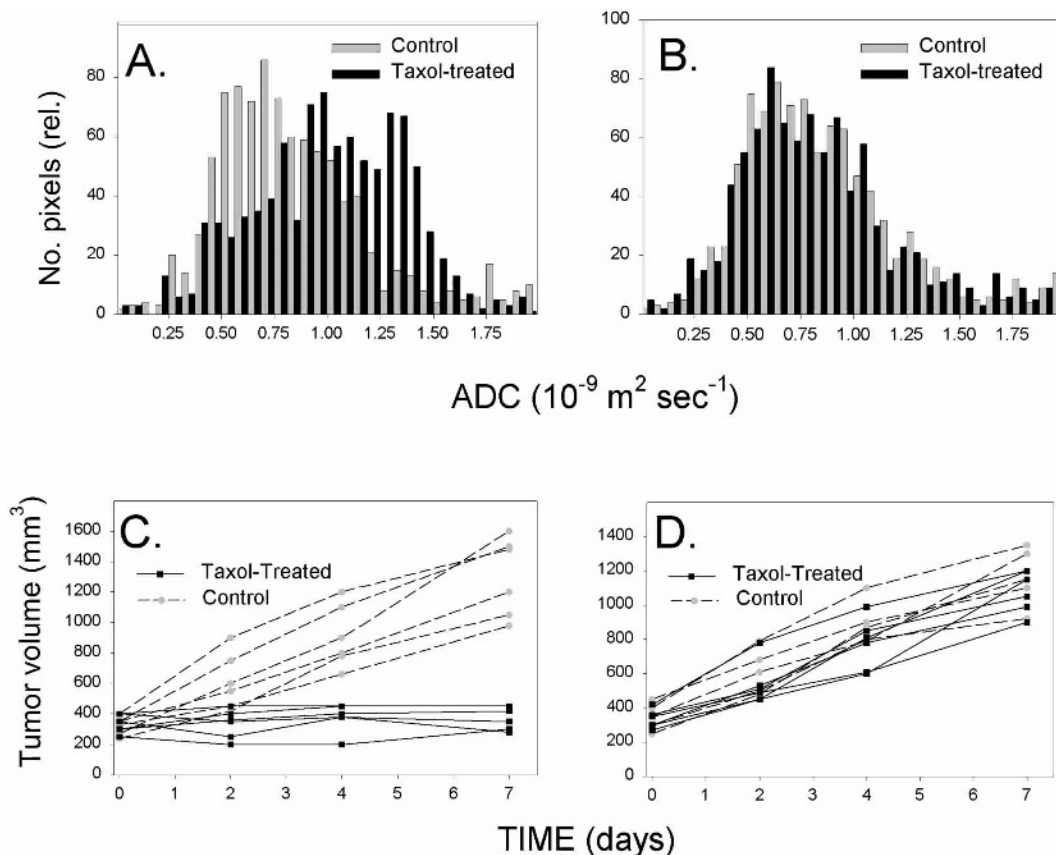 A.
Control
Taxol-treated
80
60
40
20
0
0.25 0.50 0.75 1.00 1.25 1.50 1.75
No. pixels (rel.)
B.
Control
Taxol-treated
100
80
60
40
20
0
0.25 0.50 0.75 1.00 1.25 1.50 1.75
ADC (10⁻⁹ m² sec⁻¹)
C.
Taxol-Treated
Control
1600
1400
1200
1000
800
600
400
200
0
0 1 2 3 4 5 6 7
Tumor volume (mm³)
D.
Taxol-Treated
Control
1400
1200
1000
800
600
400
200
0
0 1 2 3 4 5 6 7
TIME (days)